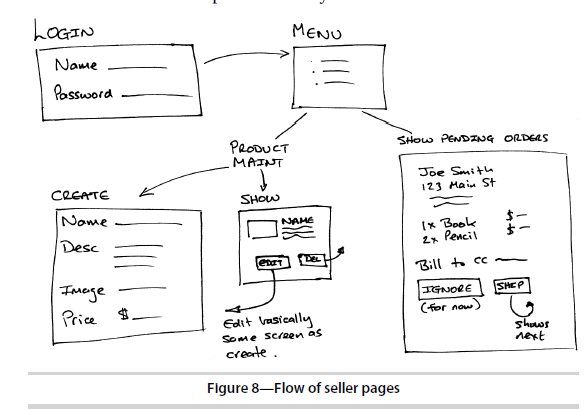 LOGIN
Name
Password
MENU
PRODUCT
MAINT
CREATE
Name
Desc
Image
Price $
SHOW
NAME
EDIT
DEL
Edit basically
some screen as
create.
SHOW PENDING ORDERS
Joe Smith
123 Main St
1x Book $-
2x Pencil $-
Bill to cc
IGNORE
(for now)
SHIP
shows
next
Figure 8—Flow of seller pages